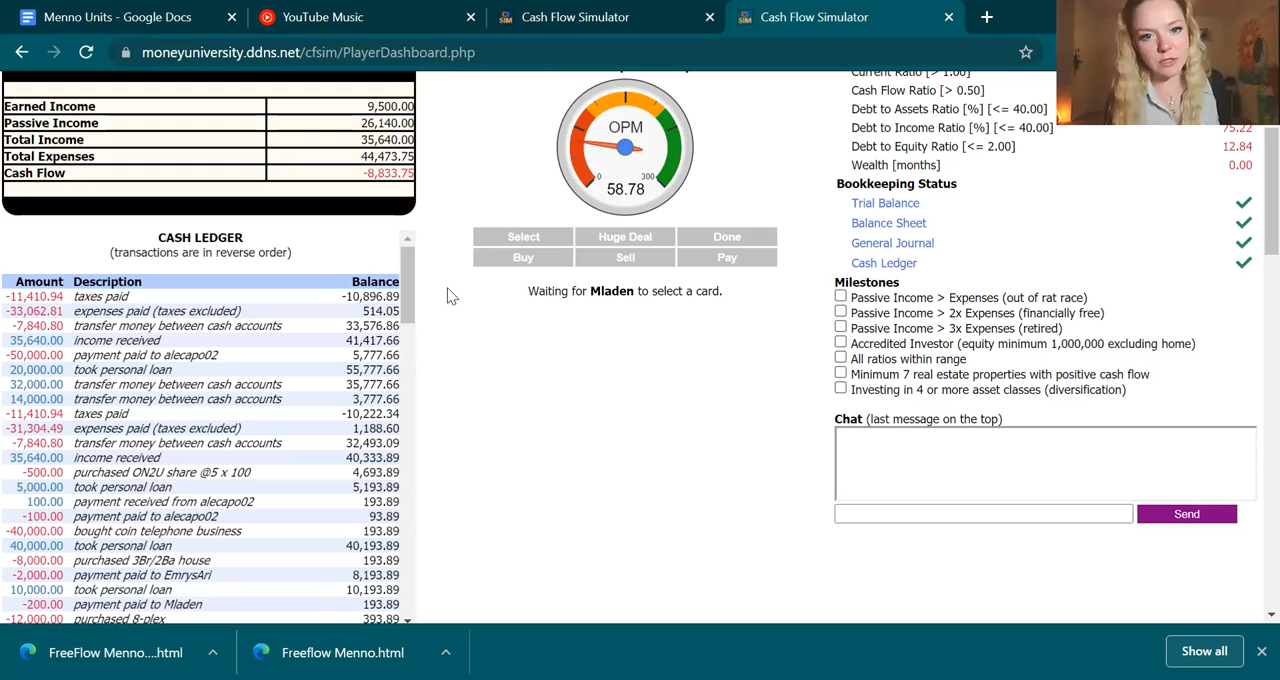 Menno Units - Google Docs
YouTube Music
Cash Flow Simulator
Cash Flow Simulator
moneyuniversity.ddns.net/cfsim/PlayerDashboard.php
Earned Income 9,500.00
Passive Income 26,140.00
Total Income 35,640.00
Total Expenses 44,473.75
Cash Flow -8,833.75
CASH LEDGER
(transactions are in reverse order)
Amount Description Balance
-11,410.94 taxes paid -10,896.89
-33,062.81 expenses paid (taxes excluded) 514.05
-7,840.80 transfer money between cash accounts 33,576.86
35,640.00 income received 41,417.66
-50,000.00 payment paid to alecapo02 5,777.66
20,000.00 took personal loan 55,777.66
32,000.00 transfer money between cash accounts 35,777.66
14,000.00 transfer money between cash accounts 3,777.66
-11,410.94 taxes paid -10,222.34
-31,304.49 expenses paid (taxes excluded) 1,188.60
-7,840.80 transfer money between cash accounts 32,493.09
35,640.00 income received 40,333.89
-500.00 purchased ON2U share @5 x 100 4,693.89
5,000.00 took personal loan 5,193.89
100.00 payment received from alecapo02 193.89
-100.00 payment paid to alecapo02 93.89
-40,000.00 bought coin telephone business 193.89
40,000.00 took personal loan 40,193.89
-8,000.00 purchased 3Br/2Ba house 193.89
-2,000.00 payment paid to EmrysAri 8,193.89
10,000.00 took personal loan 10,193.89
-200.00 payment paid to Mladen 193.89
-12,000.00 purchased 8-plex 393.89
OPM
0 300
58.78
Select Huge Deal Done
Buy Sell Pay
Waiting for Mladen to select a card.
Current Ratio [> 1.00]
Cash Flow Ratio [> 0.50]
Debt to Assets Ratio [%] [<= 40.00]
Debt to Income Ratio [%] [<= 40.00] 75.22
Debt to Equity Ratio [<= 2.00] 12.84
Wealth [months] 0.00
Bookkeeping Status
Trial Balance
Balance Sheet
General Journal
Cash Ledger
Milestones
Passive Income > Expenses (out of rat race)
Passive Income > 2x Expenses (financially free)
Passive Income > 3x Expenses (retired)
Accredited Investor (equity minimum 1,000,000 excluding home)
All ratios within range
Minimum 7 real estate properties with positive cash flow
Investing in 4 or more asset classes (diversification)
Chat (last message on the top)
Send
FreeFlow Menno....html
Freeflow Menno.html
Show all